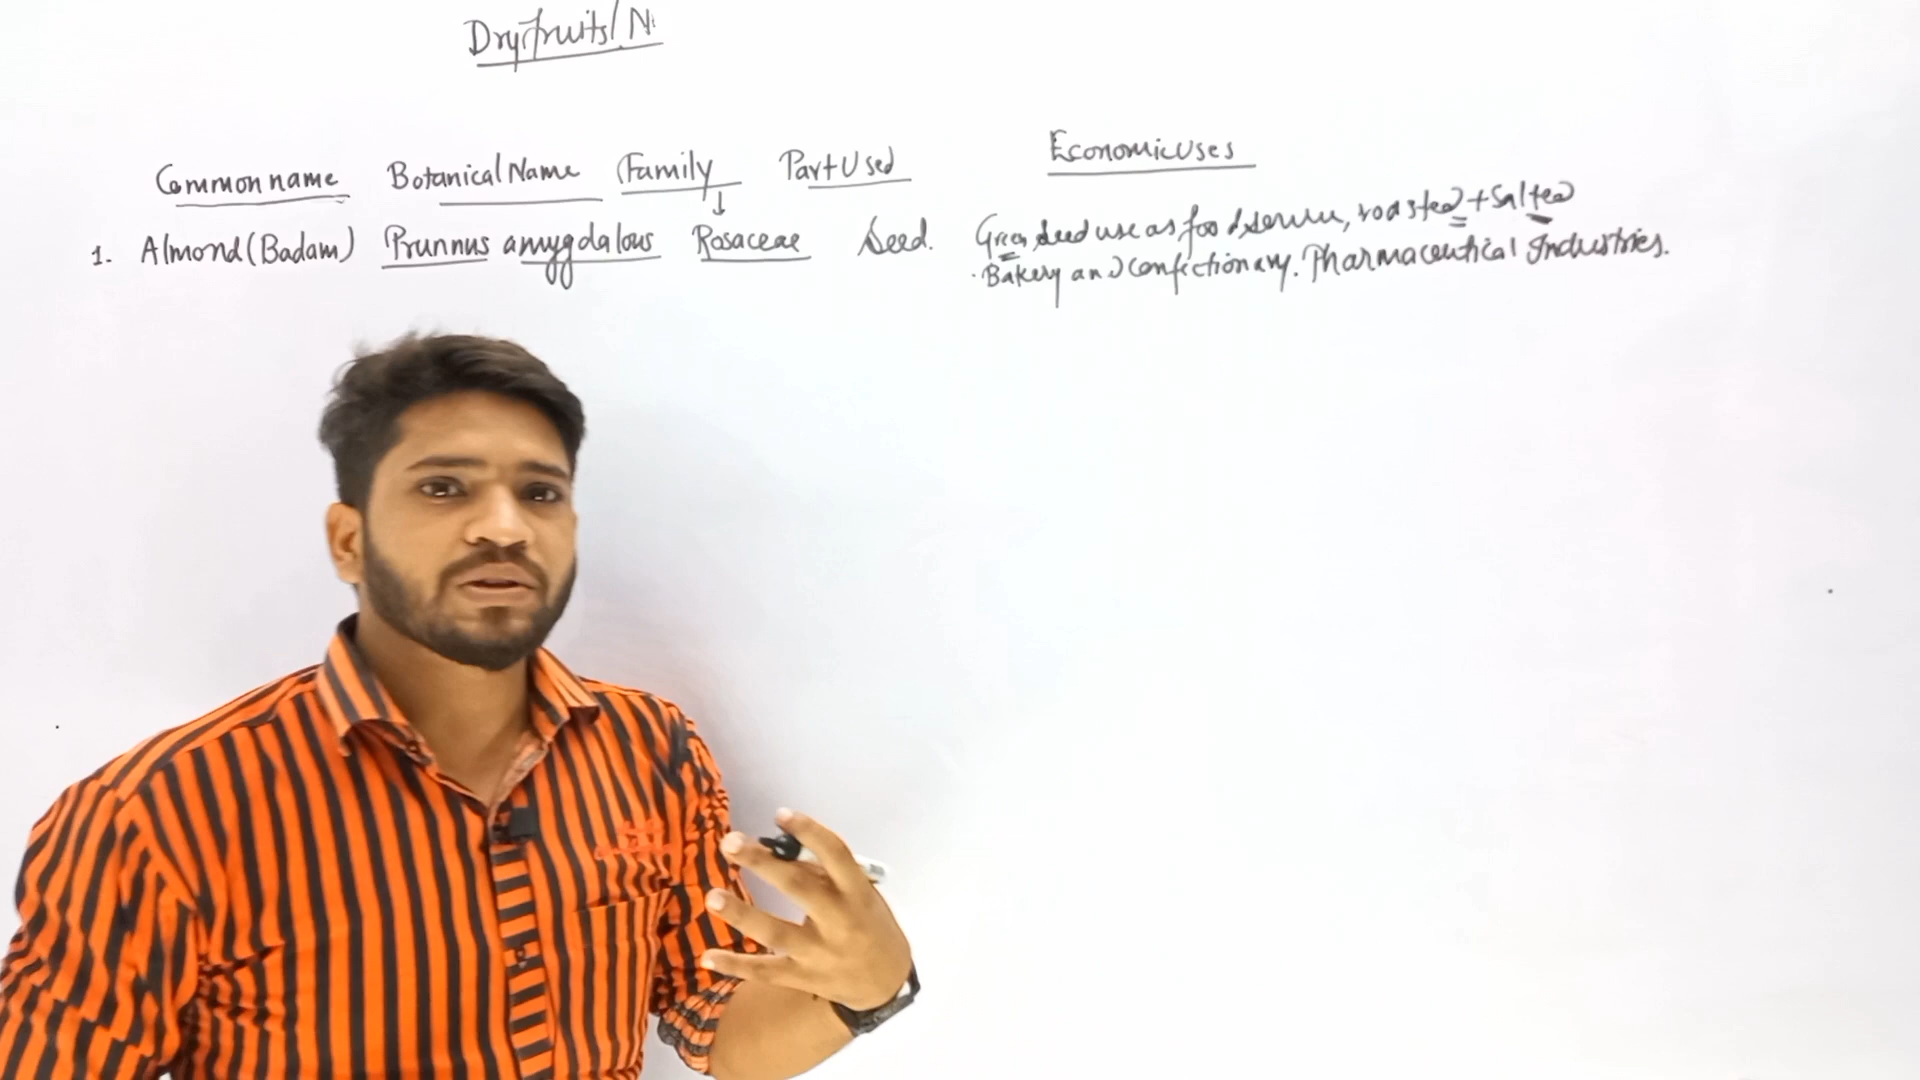 Dryfruits/N
Common name Botanical Name Family Part Used Economic uses
1. Almond (Badam) Prunnus amygdalous Rosaceae Seed. Green seed use as food, roasted + Salted
. Bakery and confectionary. Pharmaceutical Industries.